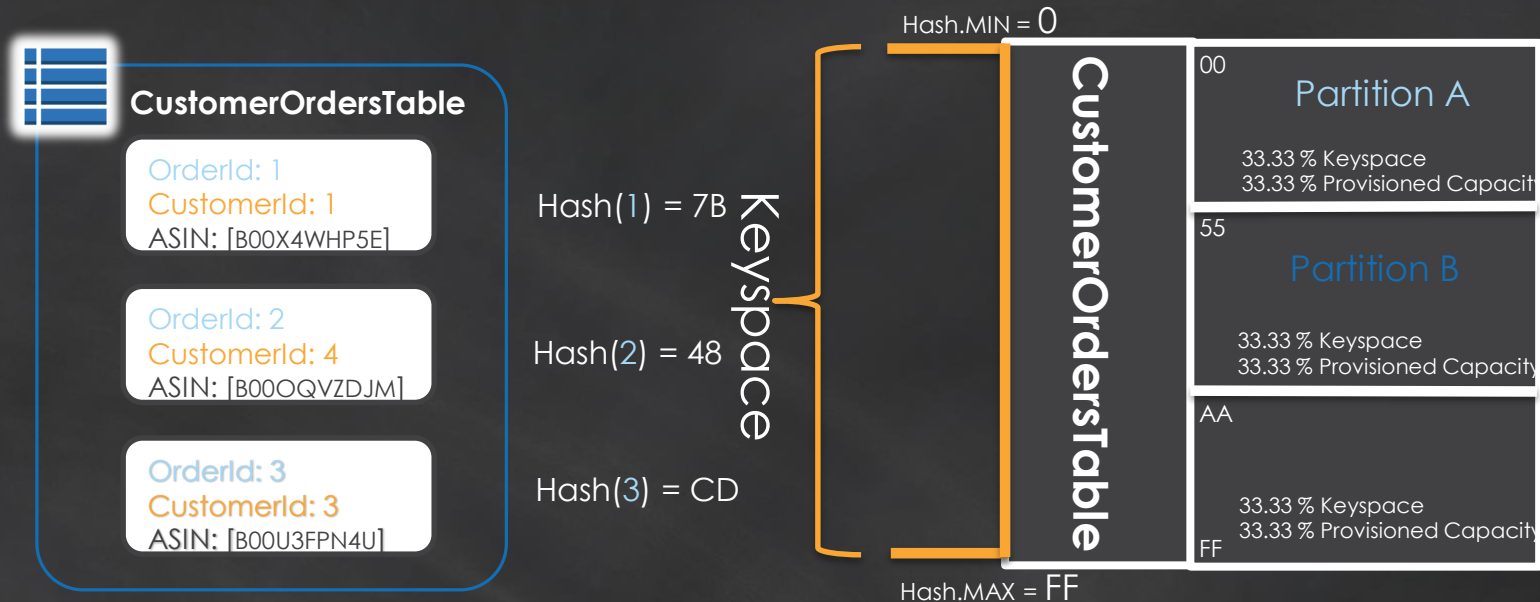 CustomerOrdersTable
OrderId: 1
CustomerId: 1
ASIN: [B00X4WHP5E]
OrderId: 2
CustomerId: 4
ASIN: [B00OQVZDJM]
OrderId: 3
CustomerId: 3
ASIN: [B00U3FPN4U]
Hash(1) = 7B
Hash(2) = 48
Hash(3) = CD
Keyspace
Hash.MIN = 0
CustomerOrdersTable
Hash.MAX = FF
00
Partition A
33.33 % Keyspace
33.33 % Provisioned Capacity
55
Partition B
33.33 % Keyspace
33.33 % Provisioned Capacity
AA
33.33 % Keyspace
33.33 % Provisioned Capacity
FF